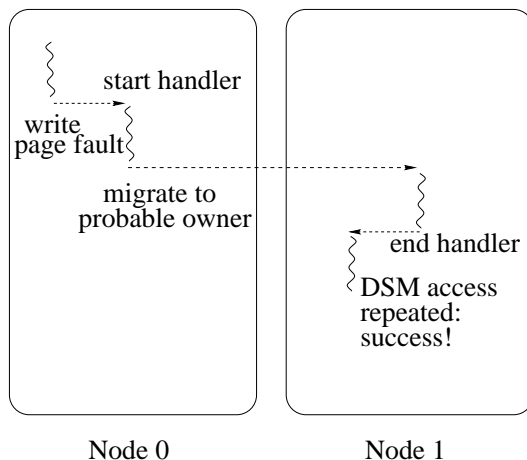 start handler
write
page fault
migrate to
probable owner
end handler
DSM access
repeated:
success!
Node 0
Node 1